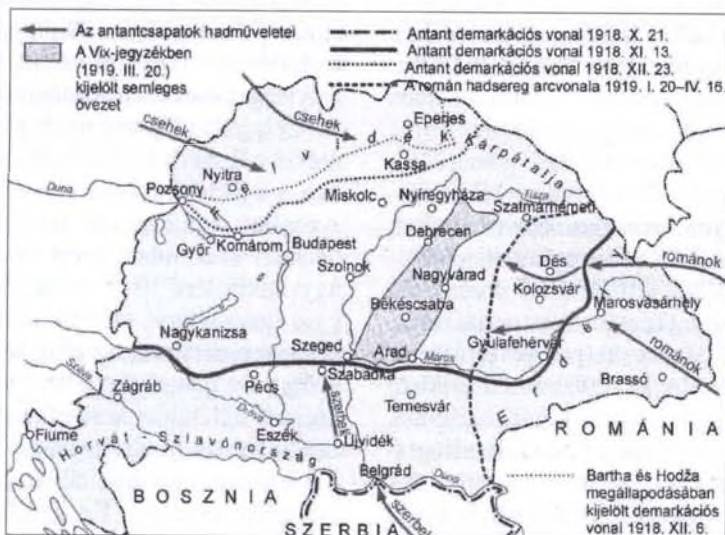 Az antantcsapatok hadműveletei
A Vix-jegyzékben
(1919. III. 20.)
kijelölt semleges
övezet
Antant demarkációs vonal 1918. X. 21.
Antant demarkációs vonal 1918. XI. 13.
Antant demarkációs vonal 1918. XII. 23.
A román hadsereg arcvonala 1919. I. 20–IV. 16.
csehek
csehek
Eperjes
F e l v i d é k
Kassa
Kárpátalja
Nyitra
Duna
Pozsony
Miskolc
Nyíregyháza
Tisza
Szatmárnémeti
Győr
Komárom
Budapest
Debrecen
Szolnok
Dés
románok
Nagyvárad
Kolozsvár
Marosvásárhely
Békéscsaba
Nagykanizsa
Szeged
Arad
Maros
Gyulafehérvár
E r d é l y
románok
Szabadka
Zágráb
Pécs
Temesvár
Brassó
szerbek
Dráva
Eszék
Újvidék
ROMÁNIA
Fiume
Horvát-Szlavónország
Belgrád
Duna
BOSZNIA
SZERBIA
szerbek
Bartha és Hodža
megállapodásában
kijelölt demarkációs
vonal 1918. XII. 6.